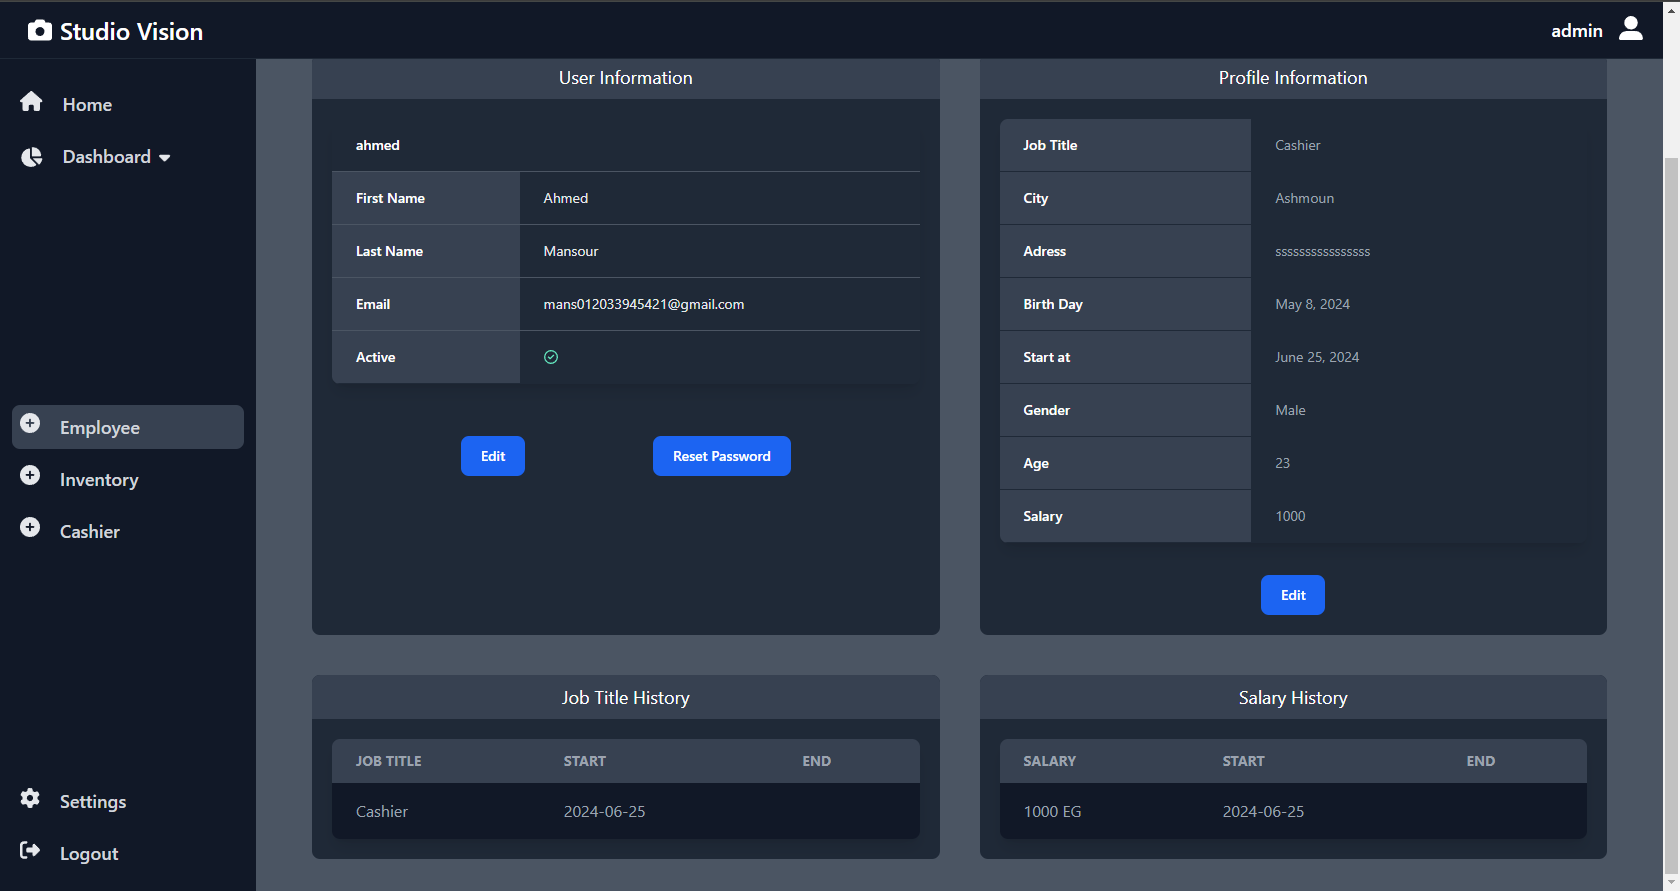 Studio Vision
admin
Home
Dashboard
Employee
Inventory
Cashier
Settings
Logout
User Information
ahmed
First Name Ahmed
Last Name Mansour
Email mans012033945421@gmail.com
Active
Edit Reset Password
Profile Information
Job Title Cashier
City Ashmoun
Adress ssssssssssssssss
Birth Day May 8, 2024
Start at June 25, 2024
Gender Male
Age 23
Salary 1000
Edit
Job Title History
JOB TITLE START END
Cashier 2024-06-25
Salary History
SALARY START END
1000 EG 2024-06-25